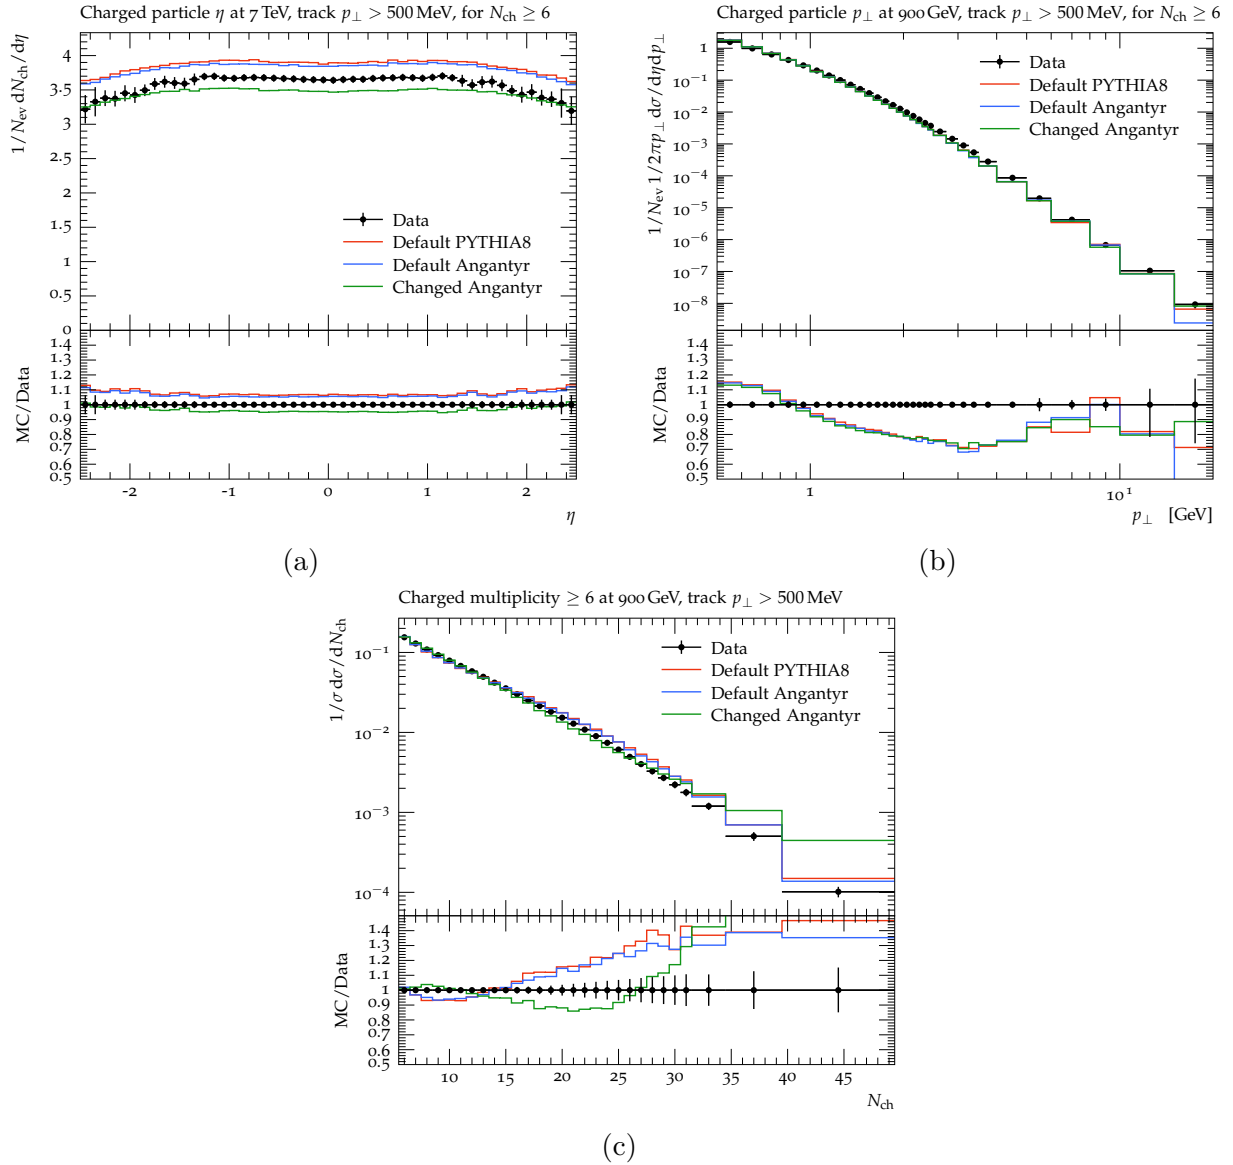 Charged particle η at 7 TeV, track p⊥ > 500 MeV, for Nch ≥ 6
1/Nev dNch/dη
4
3.5
3
2.5
2
1.5
1
0.5
0
Data
Default PYTHIA8
Default Angantyr
Changed Angantyr
MC/Data
1.4
1.3
1.2
1.1
1
0.9
0.8
0.7
0.6
0.5
-2
-1
0
1
2
η
(a)
Charged particle p⊥ at 900 GeV, track p⊥ > 500 MeV, for Nch ≥ 6
1/Nev 1/2πp⊥ dσ/dηdp⊥
1
10⁻¹
10⁻²
10⁻³
10⁻⁴
10⁻⁵
10⁻⁶
10⁻⁷
10⁻⁸
Data
Default PYTHIA8
Default Angantyr
Changed Angantyr
MC/Data
1.4
1.3
1.2
1.1
1
0.9
0.8
0.7
0.6
0.5
1
10¹
p⊥ [GeV]
(b)
Charged multiplicity ≥ 6 at 900 GeV, track p⊥ > 500 MeV
1/σ dσ/dNch
10⁻¹
10⁻²
10⁻³
10⁻⁴
Data
Default PYTHIA8
Default Angantyr
Changed Angantyr
MC/Data
1.4
1.3
1.2
1.1
1
0.9
0.8
0.7
0.6
0.5
10
15
20
25
30
35
40
45
Nch
(c)